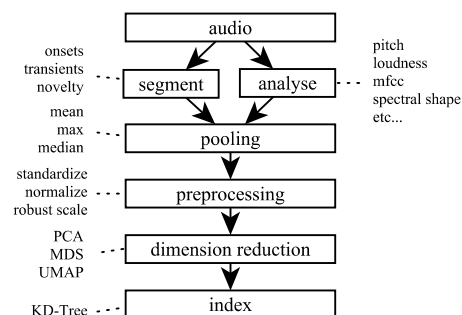 audio
onsets
transients
novelty
segment
analyse
pitch
loudness
mfcc
spectral shape
etc...
mean
max
median
pooling
standardize
normalize
robust scale
preprocessing
PCA
MDS
UMAP
dimension reduction
KD-Tree
index